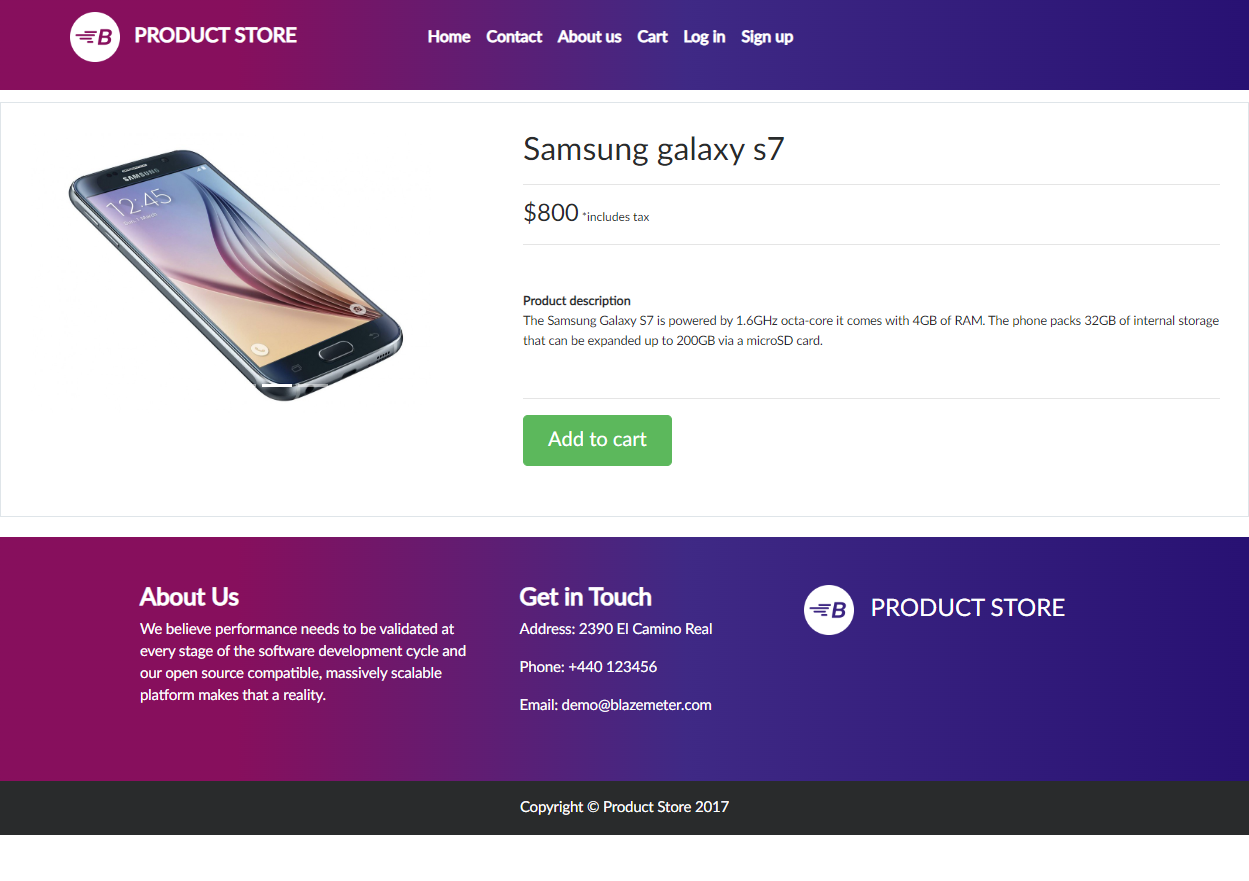 B PRODUCT STORE Home Contact About us Cart Log in Sign up
SAMSUNG
12:45
Samsung galaxy s7
$800 *includes tax
Product description
The Samsung Galaxy S7 is powered by 1.6GHz octa-core it comes with 4GB of RAM. The phone packs 32GB of internal storage
that can be expanded up to 200GB via a microSD card.
Add to cart
About Us
We believe performance needs to be validated at
every stage of the software development cycle and
our open source compatible, massively scalable
platform makes that a reality.
Get in Touch
Address: 2390 El Camino Real
Phone: +440 123456
Email: demo@blazemeter.com
B PRODUCT STORE
Copyright © Product Store 2017